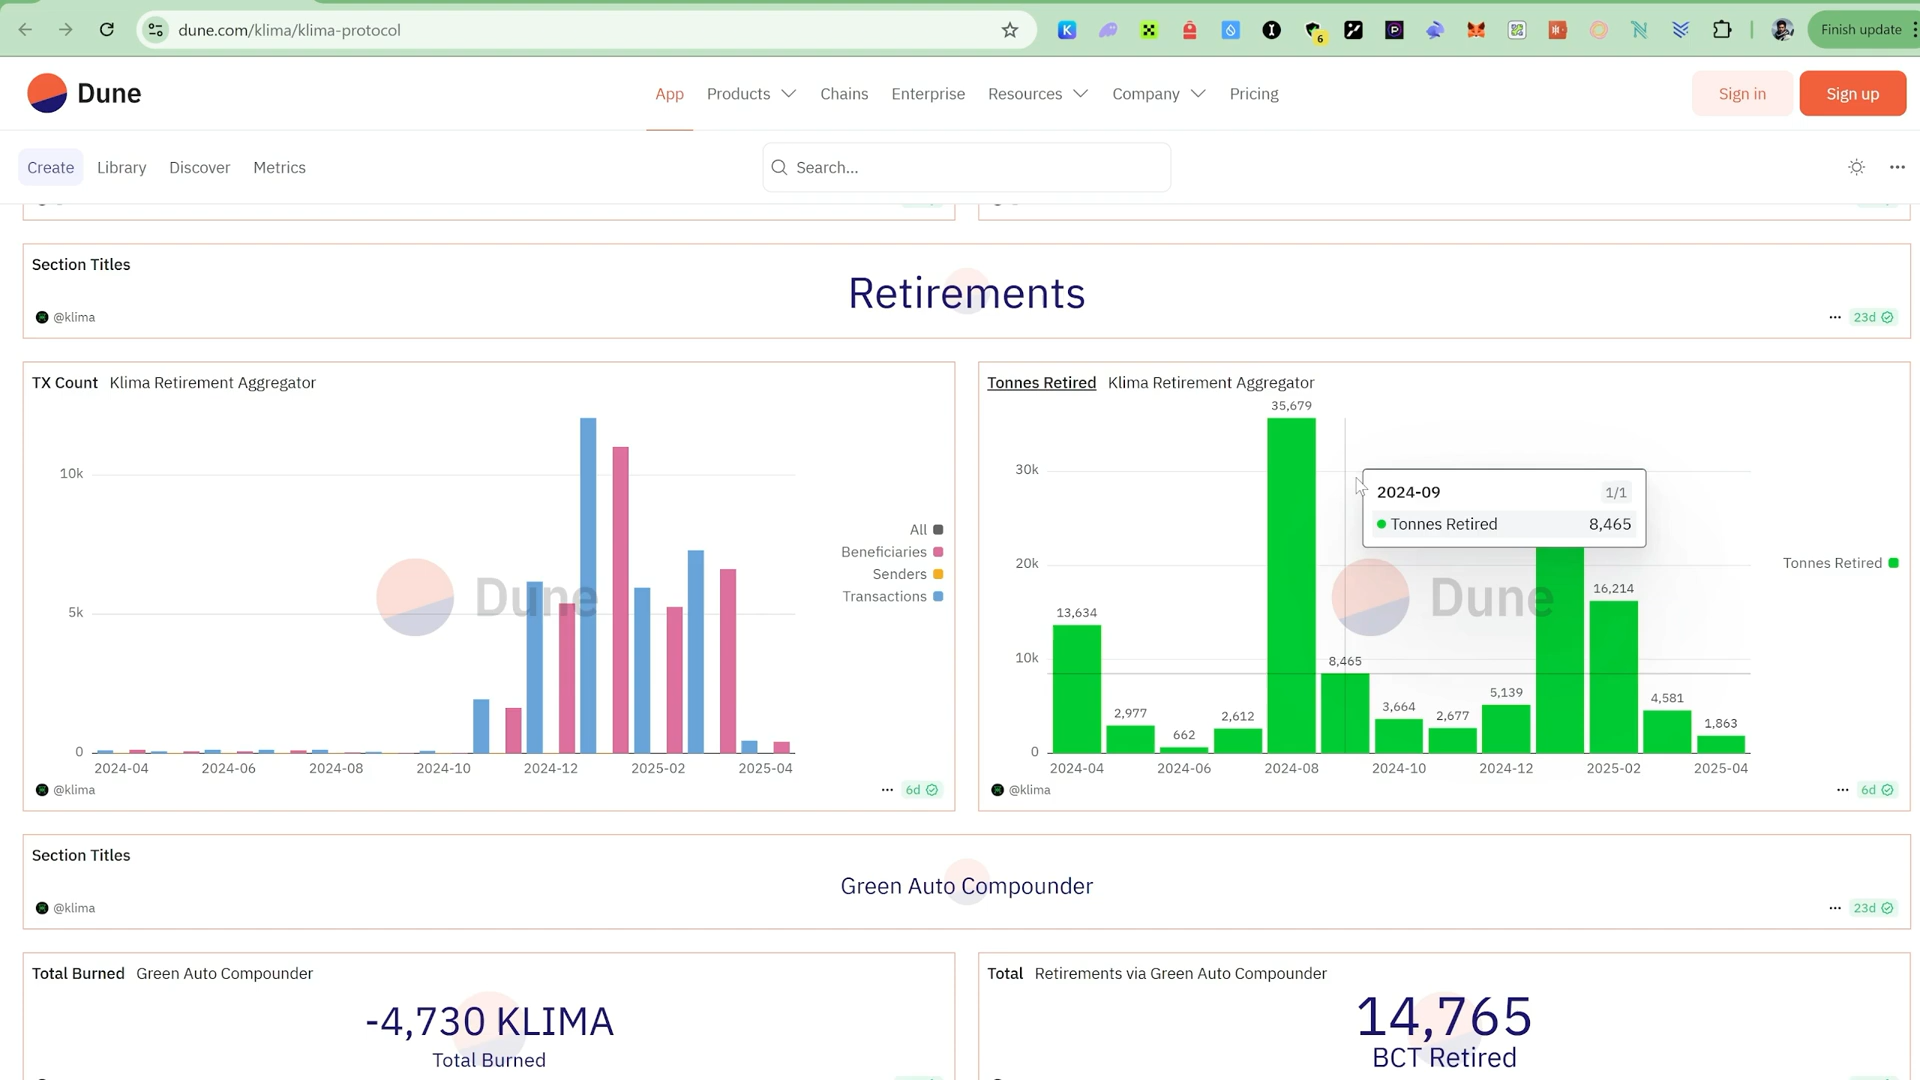 dune.com/klima/klima-protocol
6
Finish update
Dune
App
Products
Chains
Enterprise
Resources
Company
Pricing
Sign in
Sign up
Create
Library
Discover
Metrics
Search...
Section Titles
Retirements
@klima
23d
TX Count Klima Retirement Aggregator
10k
5k
0
2024-04
2024-06
2024-08
2024-10
2024-12
2025-02
2025-04
All
Beneficiaries
Senders
Transactions
Dune
@klima
6d
Tonnes Retired Klima Retirement Aggregator
35,679
30k
20k
10k
0
13,634
2,977
662
2,612
8,465
3,664
2,677
5,139
16,214
4,581
1,863
2024-09
1/1
Tonnes Retired 8,465
Dune
Tonnes Retired
2024-04
2024-06
2024-08
2024-10
2024-12
2025-02
2025-04
@klima
6d
Section Titles
Green Auto Compounder
@klima
23d
Total Burned Green Auto Compounder
-4,730 KLIMA
Total Burned
Total Retirements via Green Auto Compounder
14,765
BCT Retired